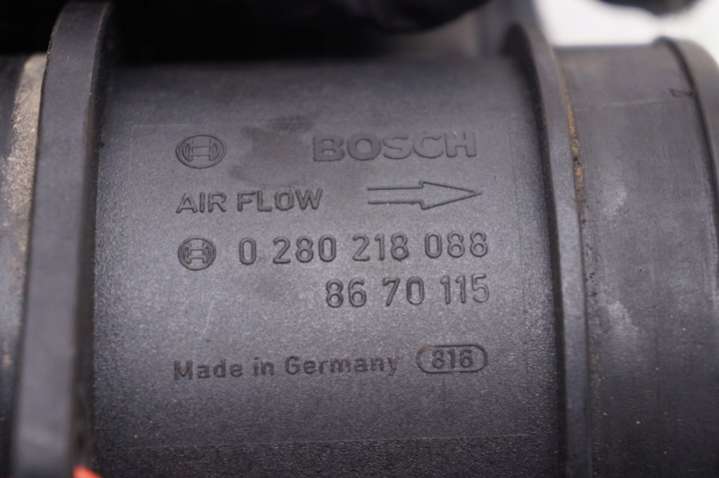 BOSCH
AIR FLOW
0 280 218 088
86 70 115
Made in Germany 816